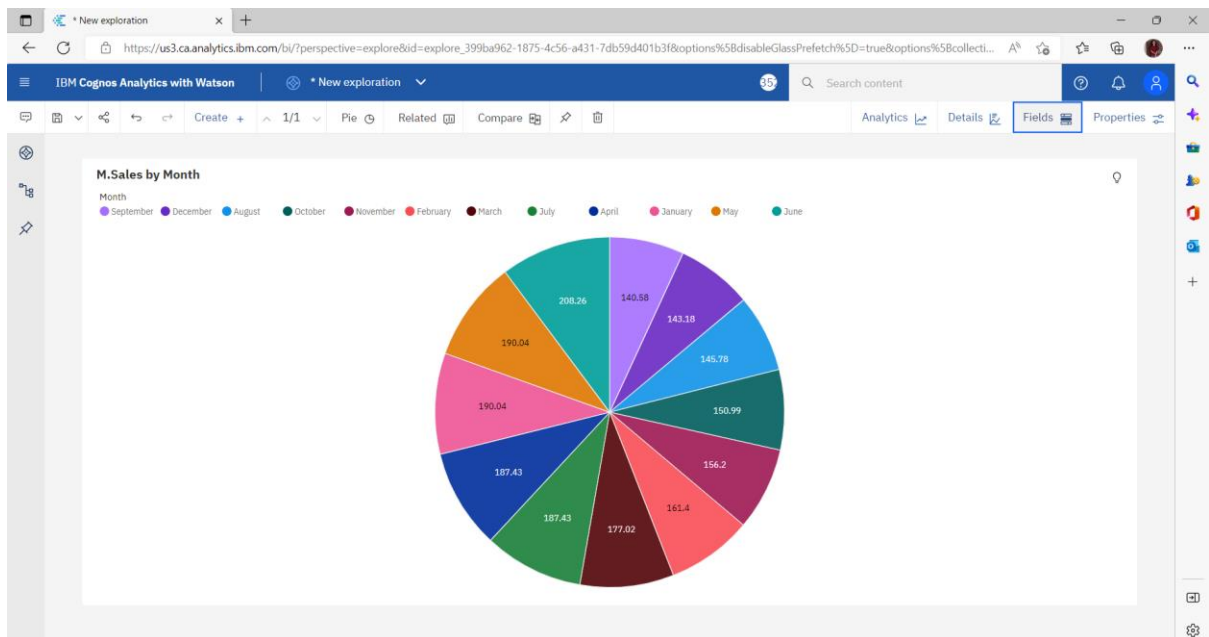 * New exploration
https://us3.ca.analytics.ibm.com/bi/?perspective=explore&id=explore_399ba962-1875-4c56-a431-7db59d401b3f&options%5BdisableGlassPrefetch%5D=true&options%5Bcollecti...
IBM Cognos Analytics with Watson * New exploration 35 Search content
Create + 1/1 Pie Related Compare Analytics Details Fields Properties
M.Sales by Month
Month
September December August October November February March July April January May June
208.26 140.58
143.18
190.04
145.78
190.04 150.99
156.2
187.43
161.4
187.43
177.02